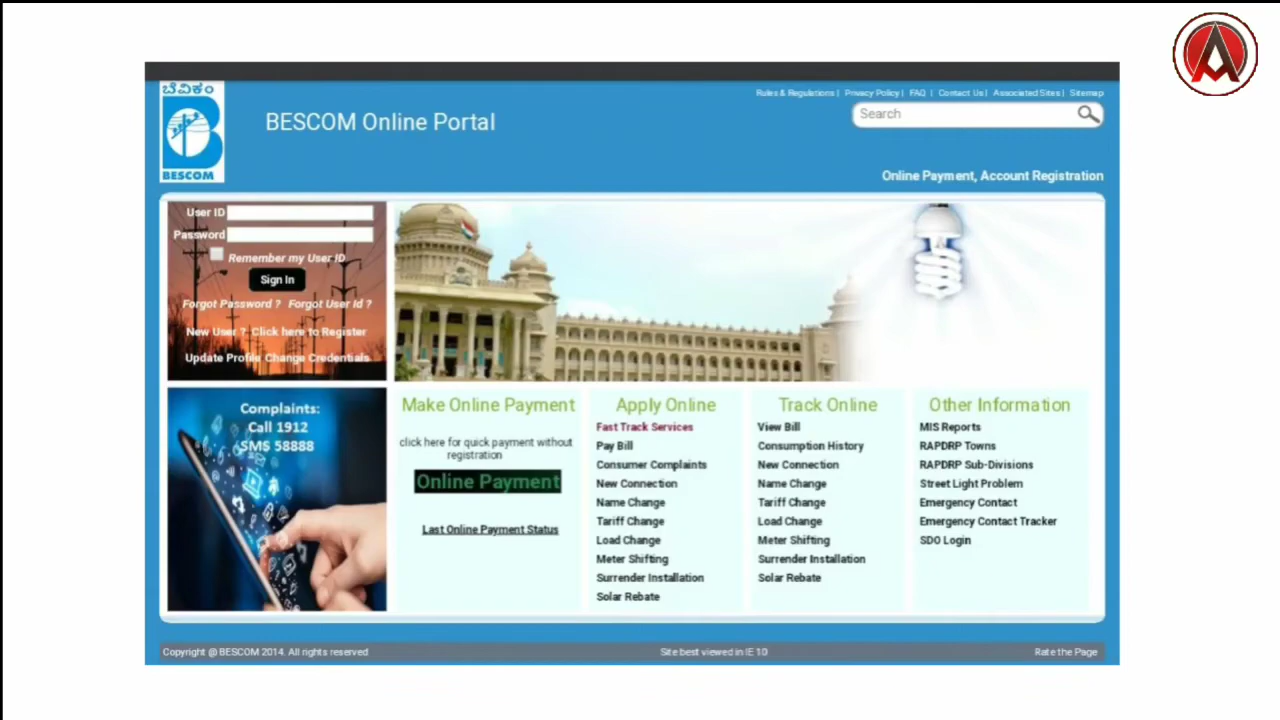 ಬೆವಿಕಂ
BESCOM
BESCOM Online Portal
Rules & Regulations | Privacy Policy | FAQ | Contact Us | Associated Sites | Sitemap
Search
Online Payment, Account Registration
User ID
Password
Remember my User ID
Sign In
Forgot Password ? Forgot User Id ?
New User ? Click here to Register
Update Profile Change Credentials
Complaints:
Call 1912
SMS 58888
Make Online Payment
click here for quick payment without
registration
Online Payment
Last Online Payment Status
Apply Online
Fast Track Services
Pay Bill
Consumer Complaints
New Connection
Name Change
Tariff Change
Load Change
Meter Shifting
Surrender Installation
Solar Rebate
Track Online
View Bill
Consumption History
New Connection
Name Change
Tariff Change
Load Change
Meter Shifting
Surrender Installation
Solar Rebate
Other Information
MIS Reports
RAPDRP Towns
RAPDRP Sub-Divisions
Street Light Problem
Emergency Contact
Emergency Contact Tracker
SDO Login
Copyright @ BESCOM 2014. All rights reserved
Site best viewed in IE 10
Rate the Page